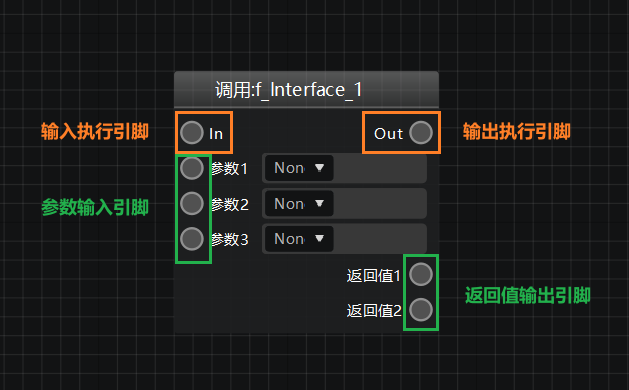 调用:f_Interface_1
输入执行引脚 In Out 输出执行引脚
参数1 Non
参数输入引脚 参数2 Non
参数3 Non
返回值1
返回值输出引脚
返回值2